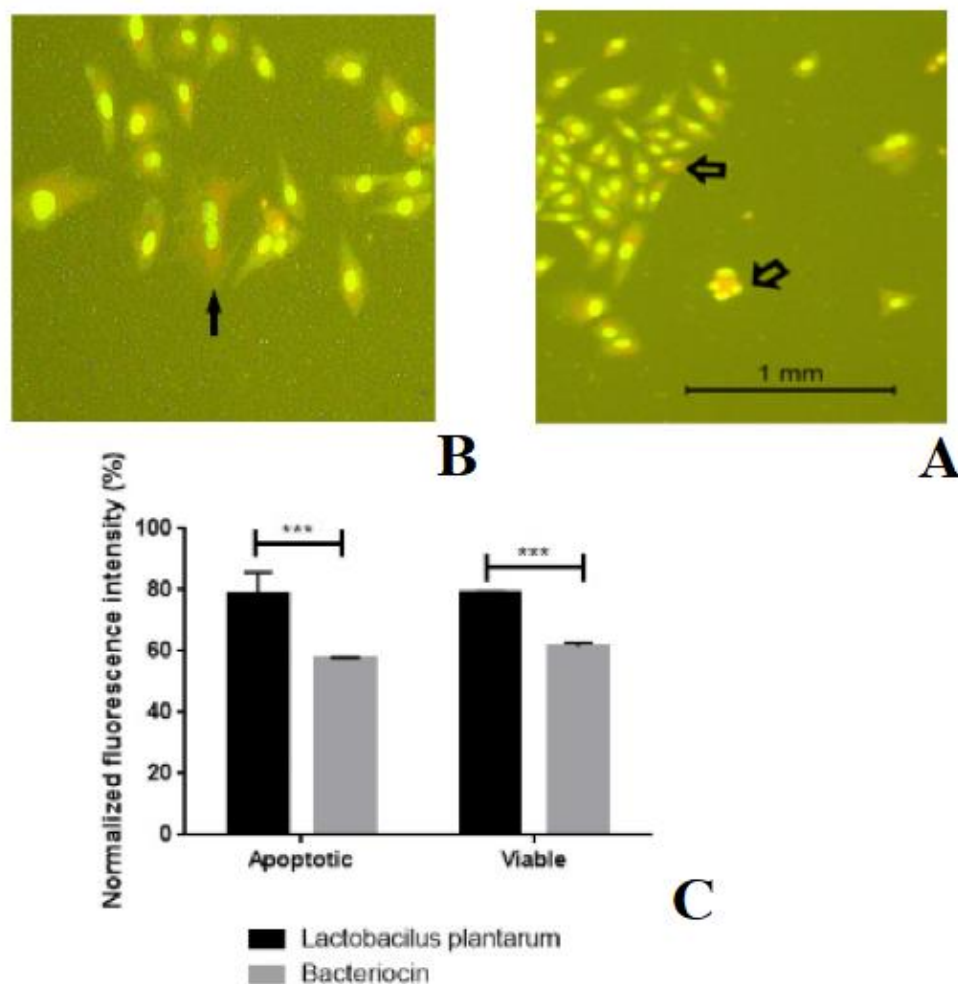 1 mm
B
A
Normalized fluorescence intensity (%)
100
80
60
40
20
0
***
***
Apoptotic
Viable
C
Lactobacilus plantarum
Bacteriocin